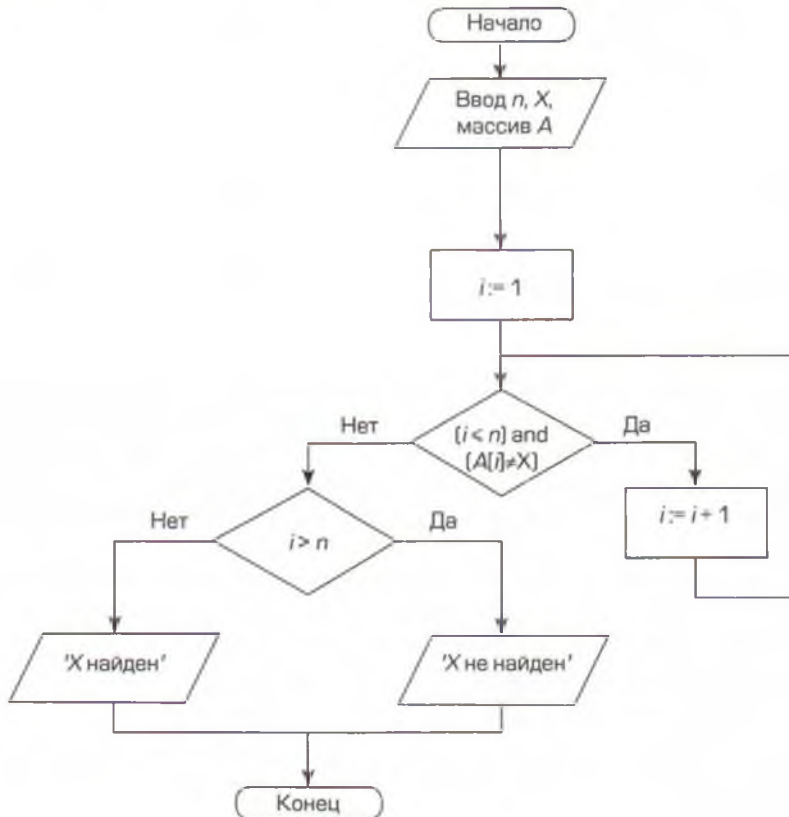 Начало
Ввод n, X,
массив A
i := 1
Нет
(i ≤ n) and
(A[i]≠X)
Да
i := i + 1
Нет
i > n
Да
'X найден'
'X не найден'
Конец